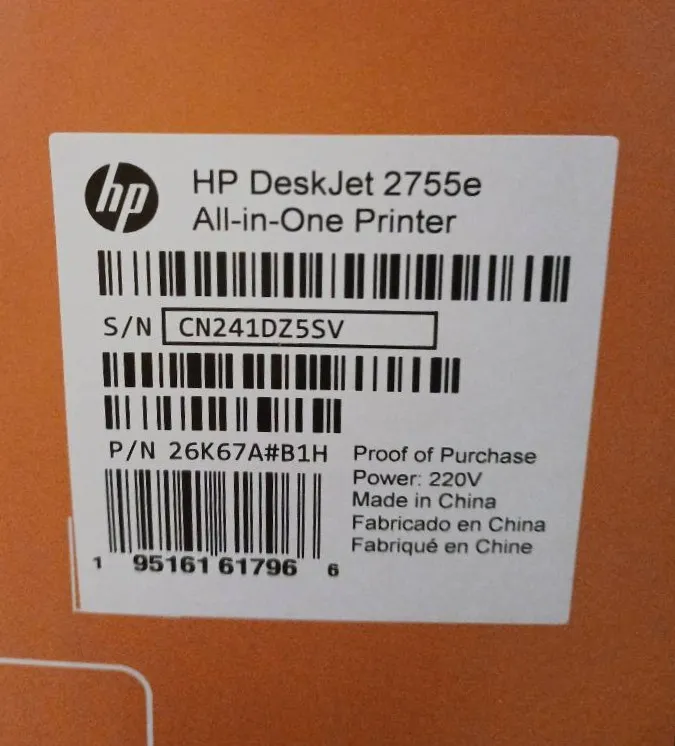 hp
HP DeskJet 2755e
All-in-One Printer
S/N CN241DZ5SV
P/N 26K67A#B1H
Proof of Purchase
Power: 220V
Made in China
Fabricado en China
Fabriqué en Chine
1 95161 61796 6